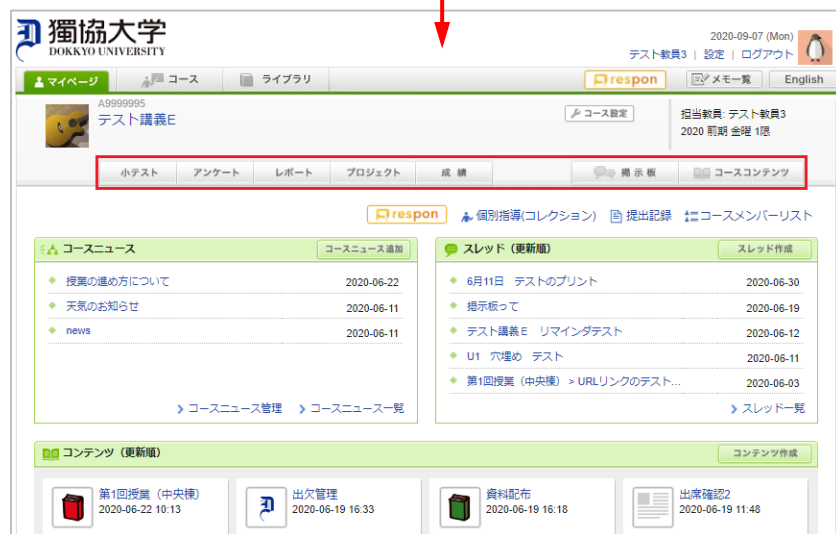 獨協大学
DOKKYO UNIVERSITY
2020-09-07 (Mon)
テスト教員3 | 設定 | ログアウト
マイページ コース ライブラリ respon メモ一覧 English
A9999995
テスト講義E
コース設定
担当教員: テスト教員3
2020 前期 金曜 1限
小テスト アンケート レポート プロジェクト 成績 掲示板 コースコンテンツ
respon 個別指導(コレクション) 提出記録 コースメンバーリスト
コースニュース コースニュース追加
授業の進め方について 2020-06-22
天気のお知らせ 2020-06-11
news 2020-06-11
コースニュース管理 コースニュース一覧
スレッド（更新順） スレッド作成
6月11日 テストのプリント 2020-06-30
掲示板って 2020-06-19
テスト講義E リマインダテスト 2020-06-12
U1 穴埋め テスト 2020-06-11
第1回授業（中央棟）> URLリンクのテスト... 2020-06-03
スレッド一覧
コンテンツ（更新順） コンテンツ作成
第1回授業（中央棟）
2020-06-22 10:13
出欠管理
2020-06-19 16:33
資料配布
2020-06-19 16:18
出席確認2
2020-06-19 11:48